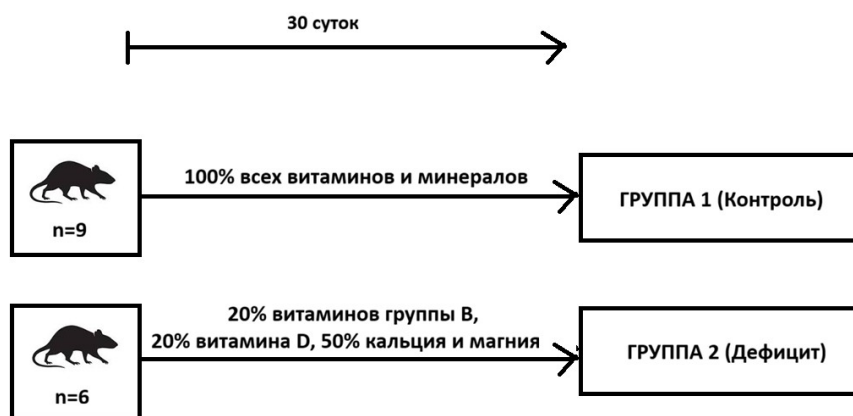 30 суток
100% всех витаминов и минералов
n=9
ГРУППА 1 (Контроль)
20% витаминов группы В,
20% витамина D, 50% кальция и магния
n=6
ГРУППА 2 (Дефицит)